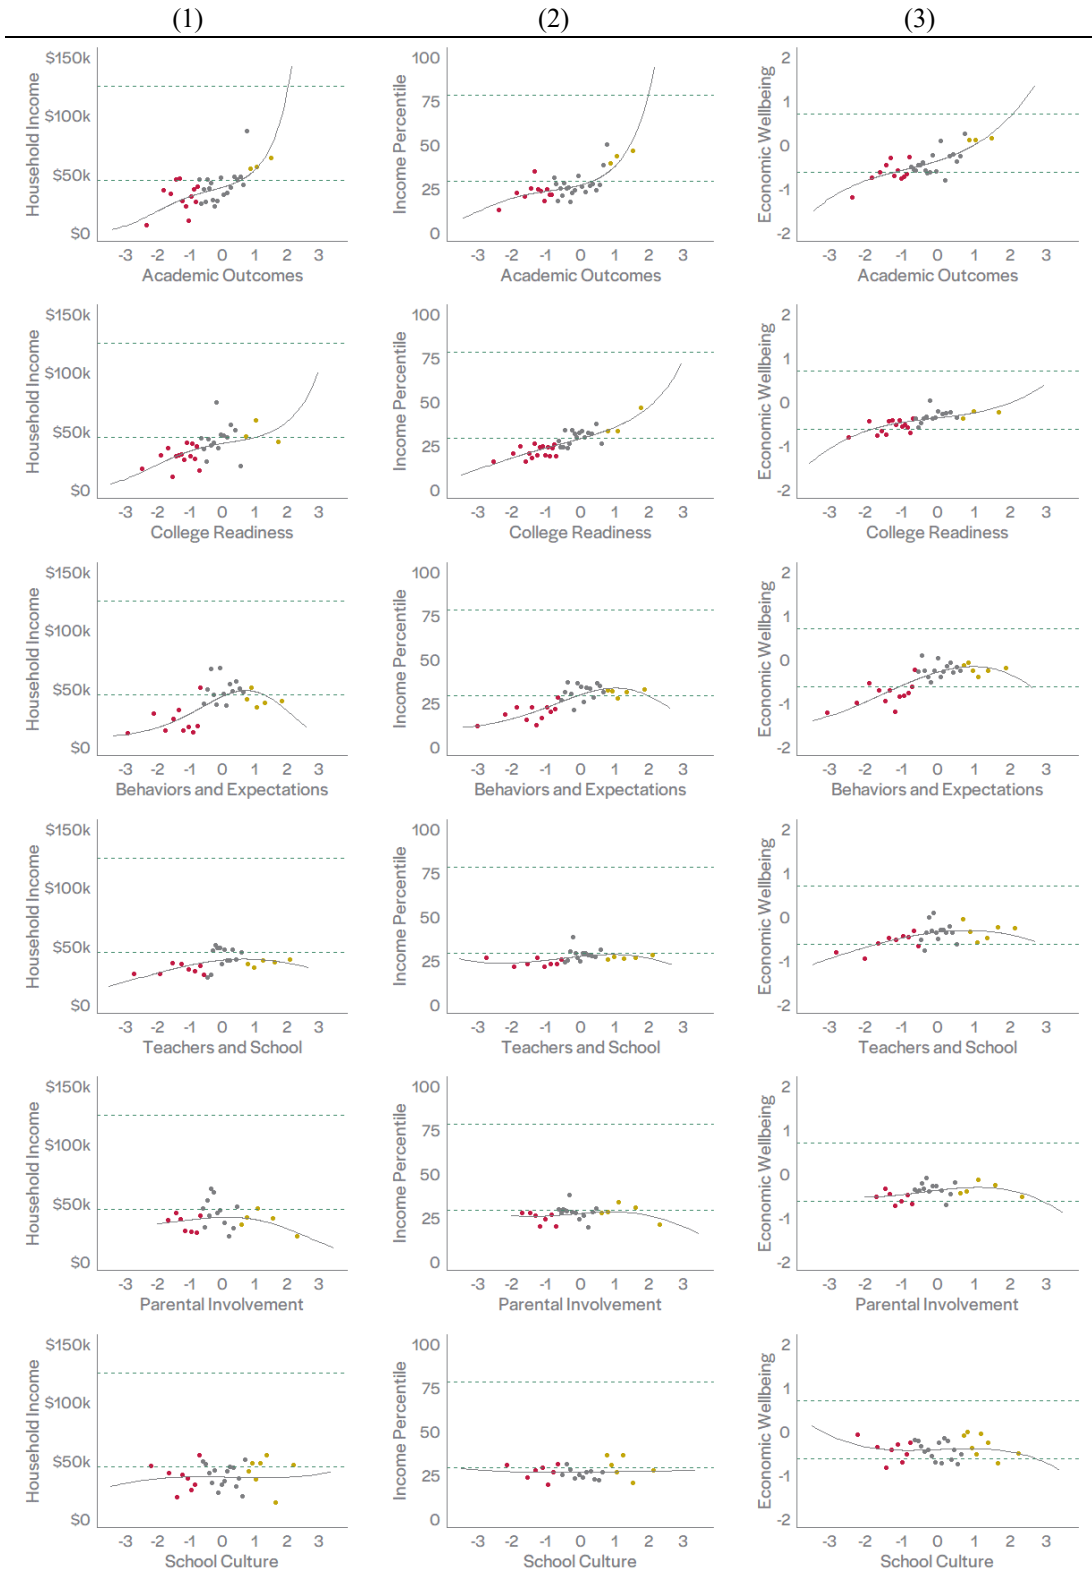 (1) (2) (3)
$150k
$100k
$50k
$0
Household Income
-3 -2 -1 0 1 2 3
Academic Outcomes
100
75
50
25
0
Income Percentile
-3 -2 -1 0 1 2 3
Academic Outcomes
2
1
0
-1
-2
Economic Wellbeing
-3 -2 -1 0 1 2 3
Academic Outcomes
$150k
$100k
$50k
$0
Household Income
-3 -2 -1 0 1 2 3
College Readiness
100
75
50
25
0
Income Percentile
-3 -2 -1 0 1 2 3
College Readiness
2
1
0
-1
-2
Economic Wellbeing
-3 -2 -1 0 1 2 3
College Readiness
$150k
$100k
$50k
$0
Household Income
-3 -2 -1 0 1 2 3
Behaviors and Expectations
100
75
50
25
0
Income Percentile
-3 -2 -1 0 1 2 3
Behaviors and Expectations
2
1
0
-1
-2
Economic Wellbeing
-3 -2 -1 0 1 2 3
Behaviors and Expectations
$150k
$100k
$50k
$0
Household Income
-3 -2 -1 0 1 2 3
Teachers and School
100
75
50
25
0
Income Percentile
-3 -2 -1 0 1 2 3
Teachers and School
2
1
0
-1
-2
Economic Wellbeing
-3 -2 -1 0 1 2 3
Teachers and School
$150k
$100k
$50k
$0
Household Income
-3 -2 -1 0 1 2 3
Parental Involvement
100
75
50
25
0
Income Percentile
-3 -2 -1 0 1 2 3
Parental Involvement
2
1
0
-1
-2
Economic Wellbeing
-3 -2 -1 0 1 2 3
Parental Involvement
$150k
$100k
$50k
$0
Household Income
-3 -2 -1 0 1 2 3
School Culture
100
75
50
25
0
Income Percentile
-3 -2 -1 0 1 2 3
School Culture
2
1
0
-1
-2
Economic Wellbeing
-3 -2 -1 0 1 2 3
School Culture